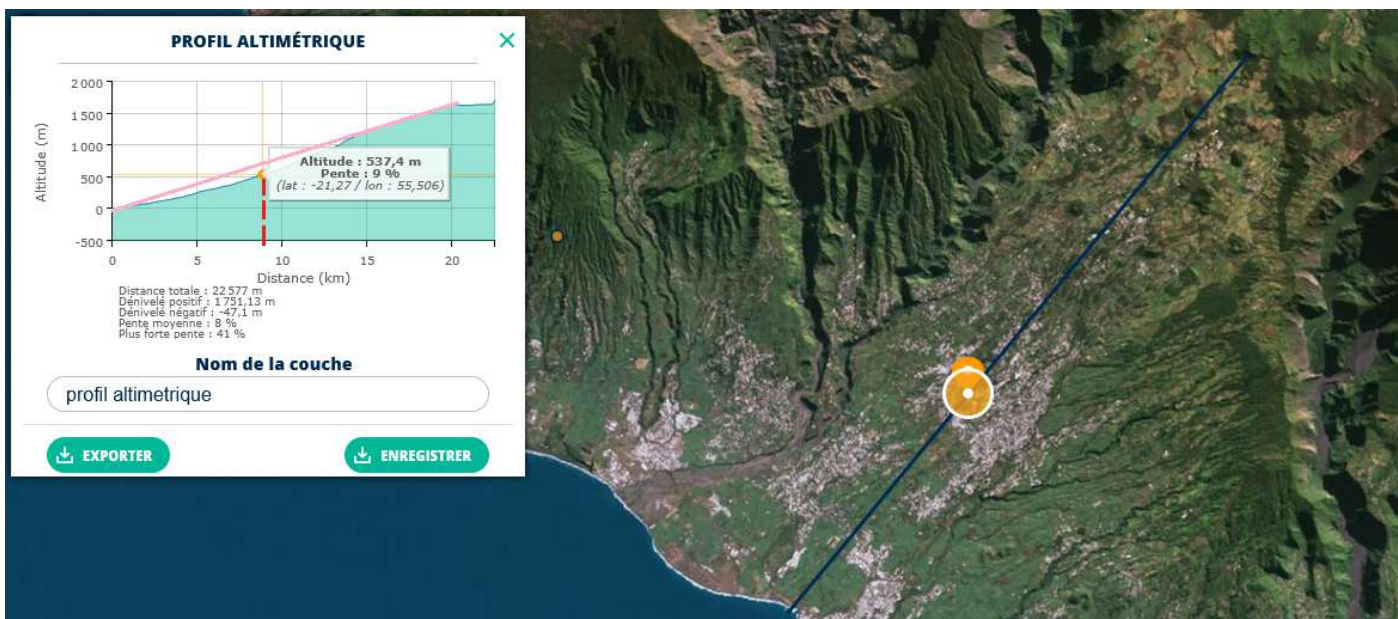 PROFIL ALTIMÉTRIQUE
Altitude (m)
2 000
1 500
1 000
500
0
-500
Altitude : 537,4 m
Pente : 9 %
(lat : -21,27 / lon : 55,506)
0 5 10 15 20
Distance (km)
Distance totale : 22 577 m
Dénivelé positif : 1 751,13 m
Dénivelé négatif : -47,1 m
Pente moyenne : 8 %
Plus forte pente : 41 %
Nom de la couche
profil altimetrique
EXPORTER
ENREGISTRER